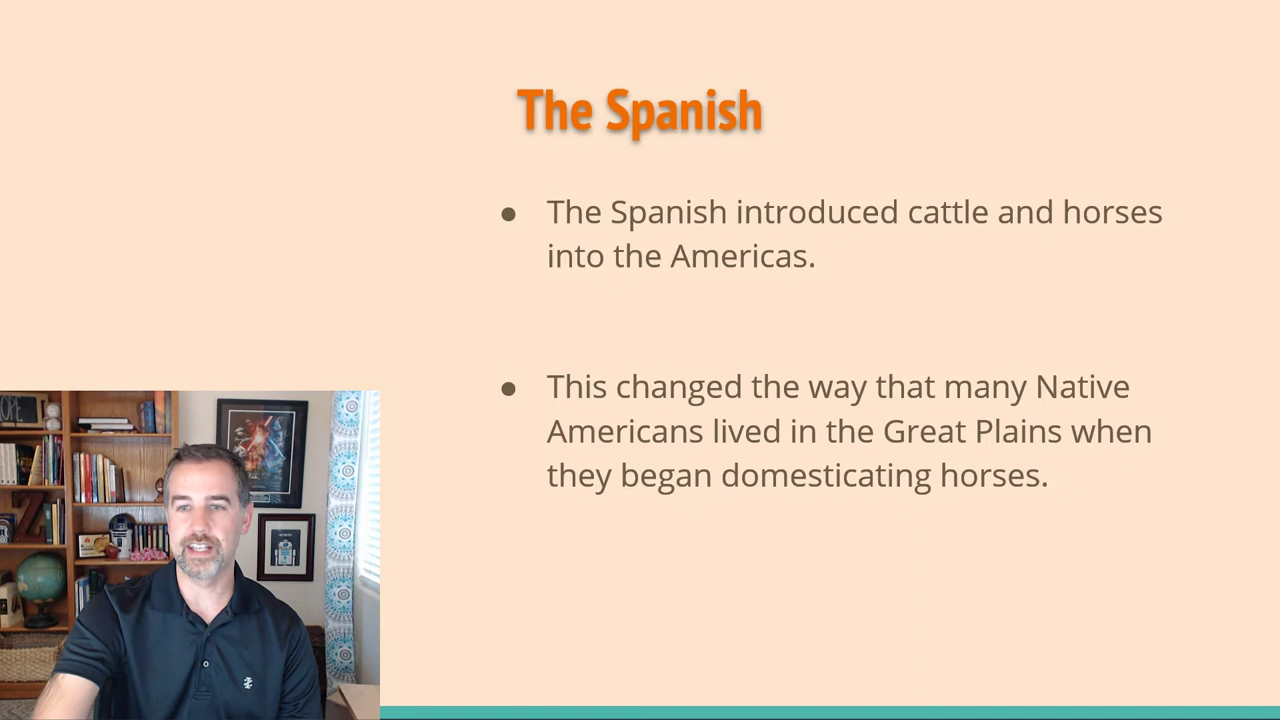 The Spanish
● The Spanish introduced cattle and horses
into the Americas.
● This changed the way that many Native
Americans lived in the Great Plains when
they began domesticating horses.
OPE
Z